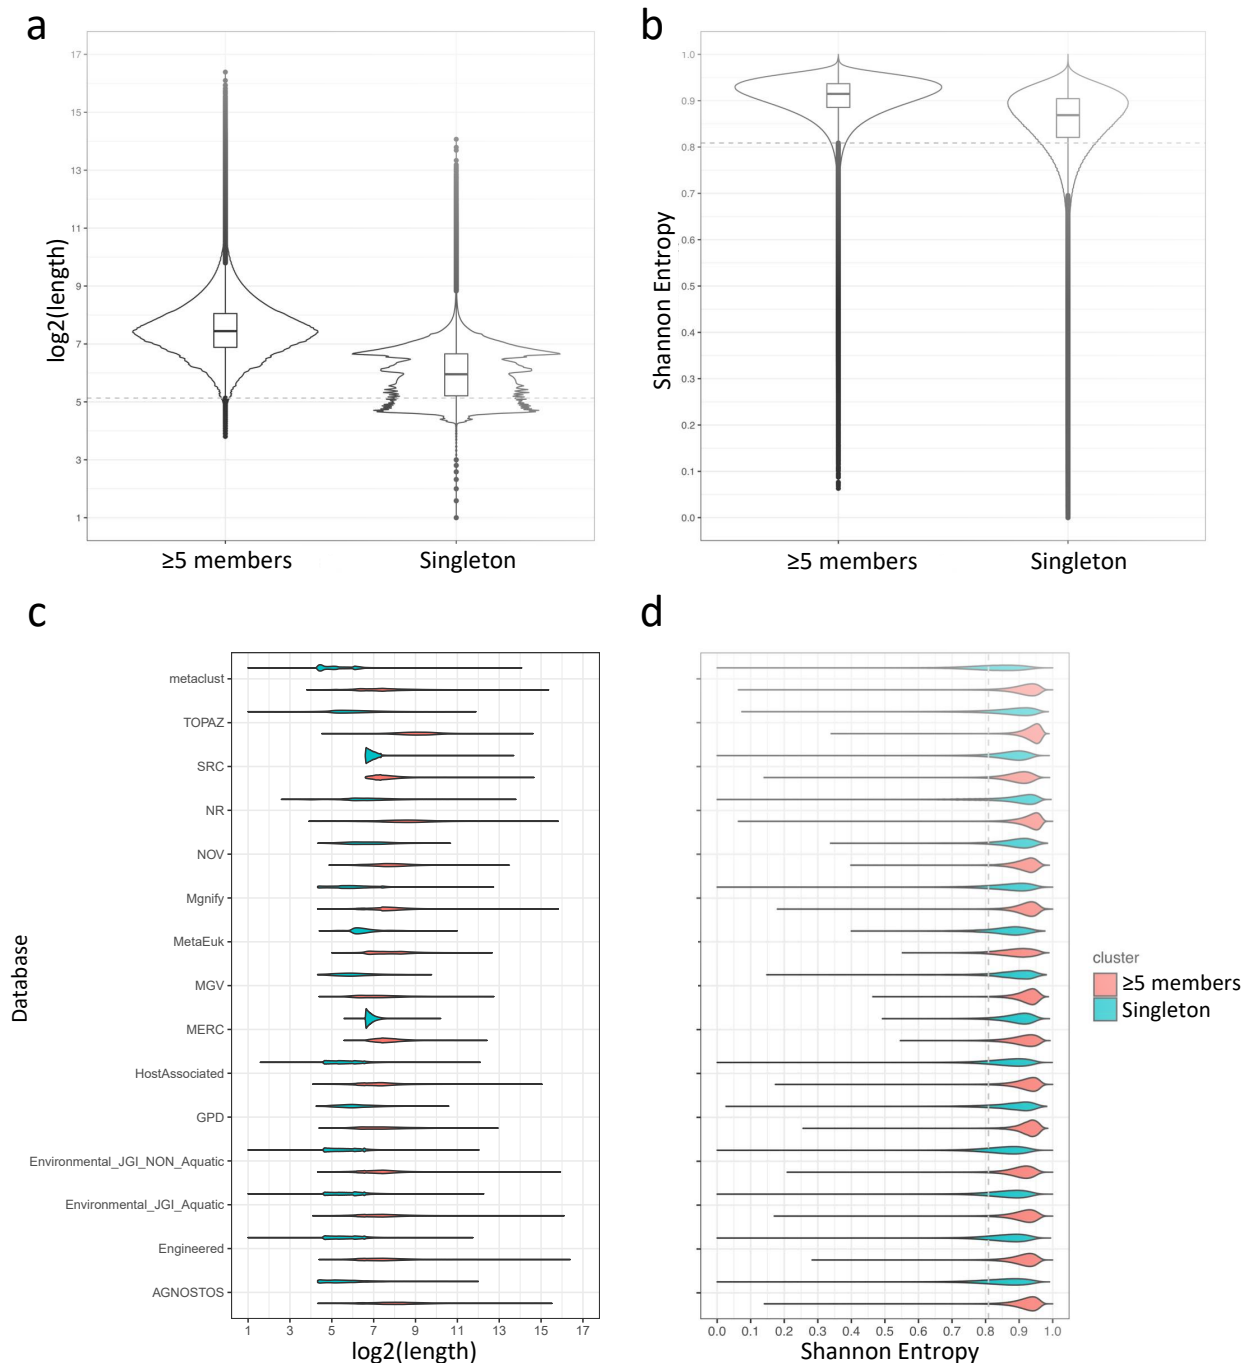 a
17
15
13
11
9
7
5
3
1
log2(length)
≥5 members
Singleton
b
1.0
0.9
0.8
0.7
0.6
0.5
0.4
0.3
0.2
0.1
0.0
Shannon Entropy
≥5 members
Singleton
c
Database
metaclust
TOPAZ
SRC
NR
NOV
Mgnify
MetaEuk
MGV
MERC
HostAssociated
GPD
Environmental_JGI_NON_Aquatic
Environmental_JGI_Aquatic
Engineered
AGNOSTOS
1 3 5 7 9 11 13 15 17
log2(length)
d
0.0 0.1 0.2 0.3 0.4 0.5 0.6 0.7 0.8 0.9 1.0
Shannon Entropy
cluster
≥5 members
Singleton